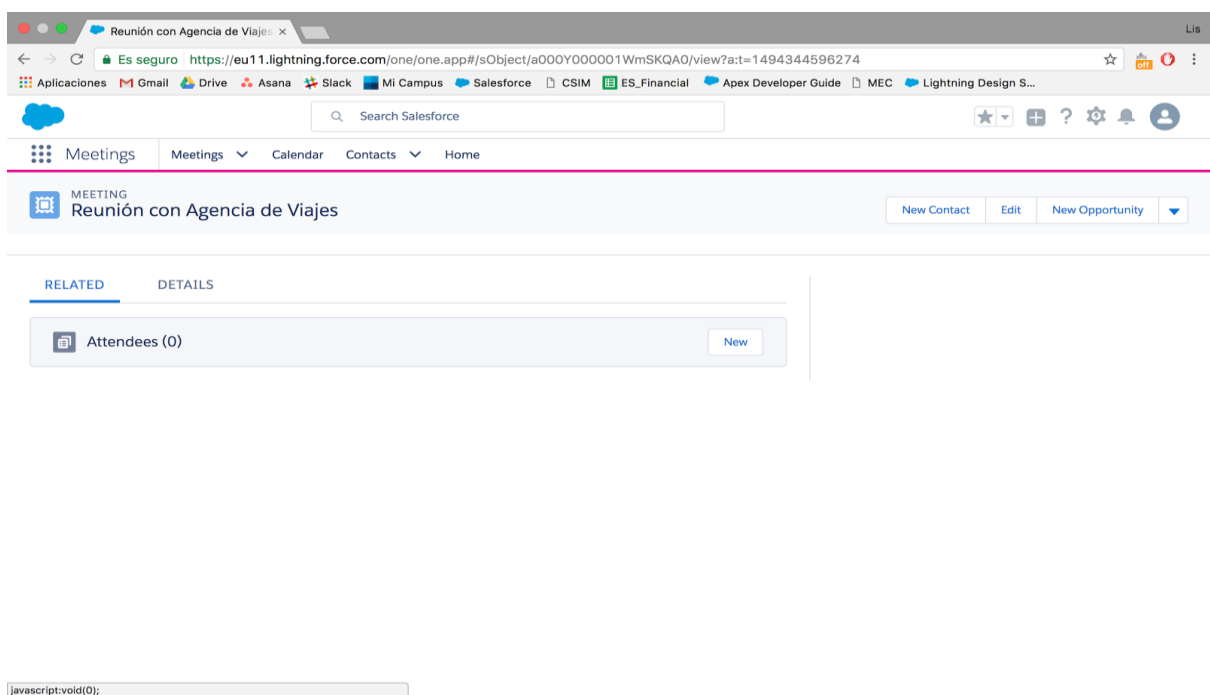 Reunión con Agencia de Viajes
Lis
Es seguro https://eu11.lightning.force.com/one/one.app#/sObject/a000Y000001WmSKQA0/view?a:t=1494344596274
off
Aplicaciones Gmail Drive Asana Slack Mi Campus Salesforce CSIM ES_Financial Apex Developer Guide MEC Lightning Design S...
Search Salesforce
Meetings Meetings Calendar Contacts Home
MEETING
Reunión con Agencia de Viajes
New Contact Edit New Opportunity
RELATED DETAILS
Attendees (0) New
javascript:void(0);